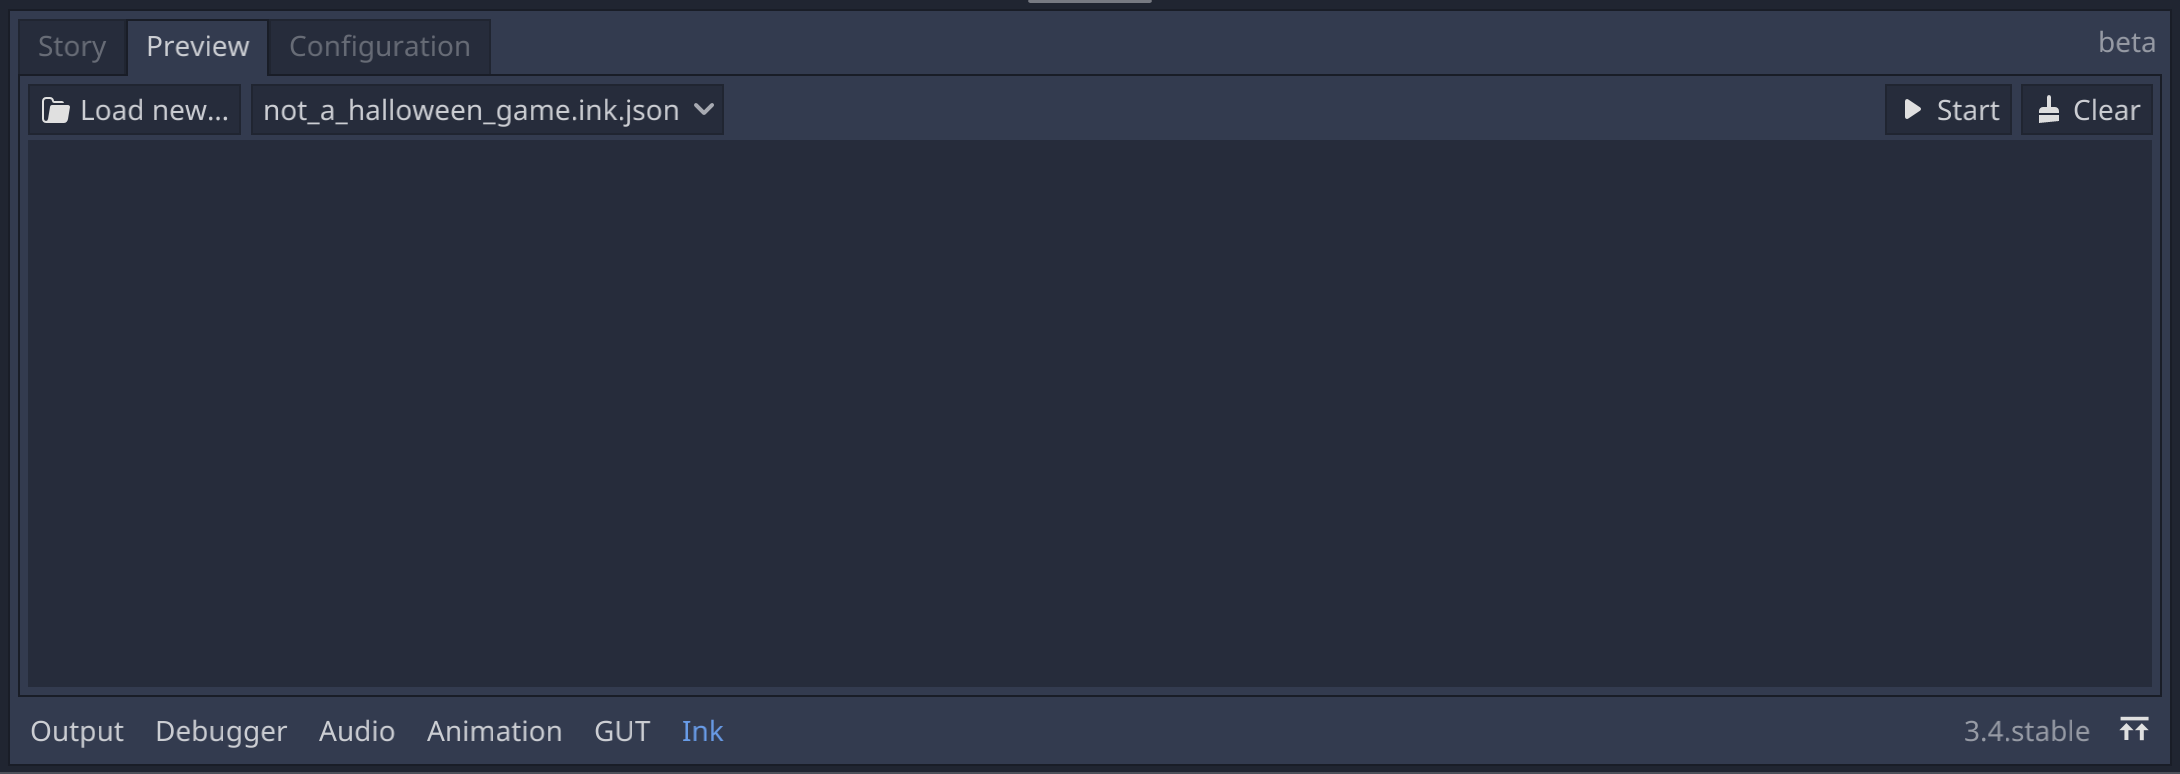 Story Preview Configuration beta
Load new... not_a_halloween_game.ink.json Start Clear
Output Debugger Audio Animation GUT Ink 3.4.stable